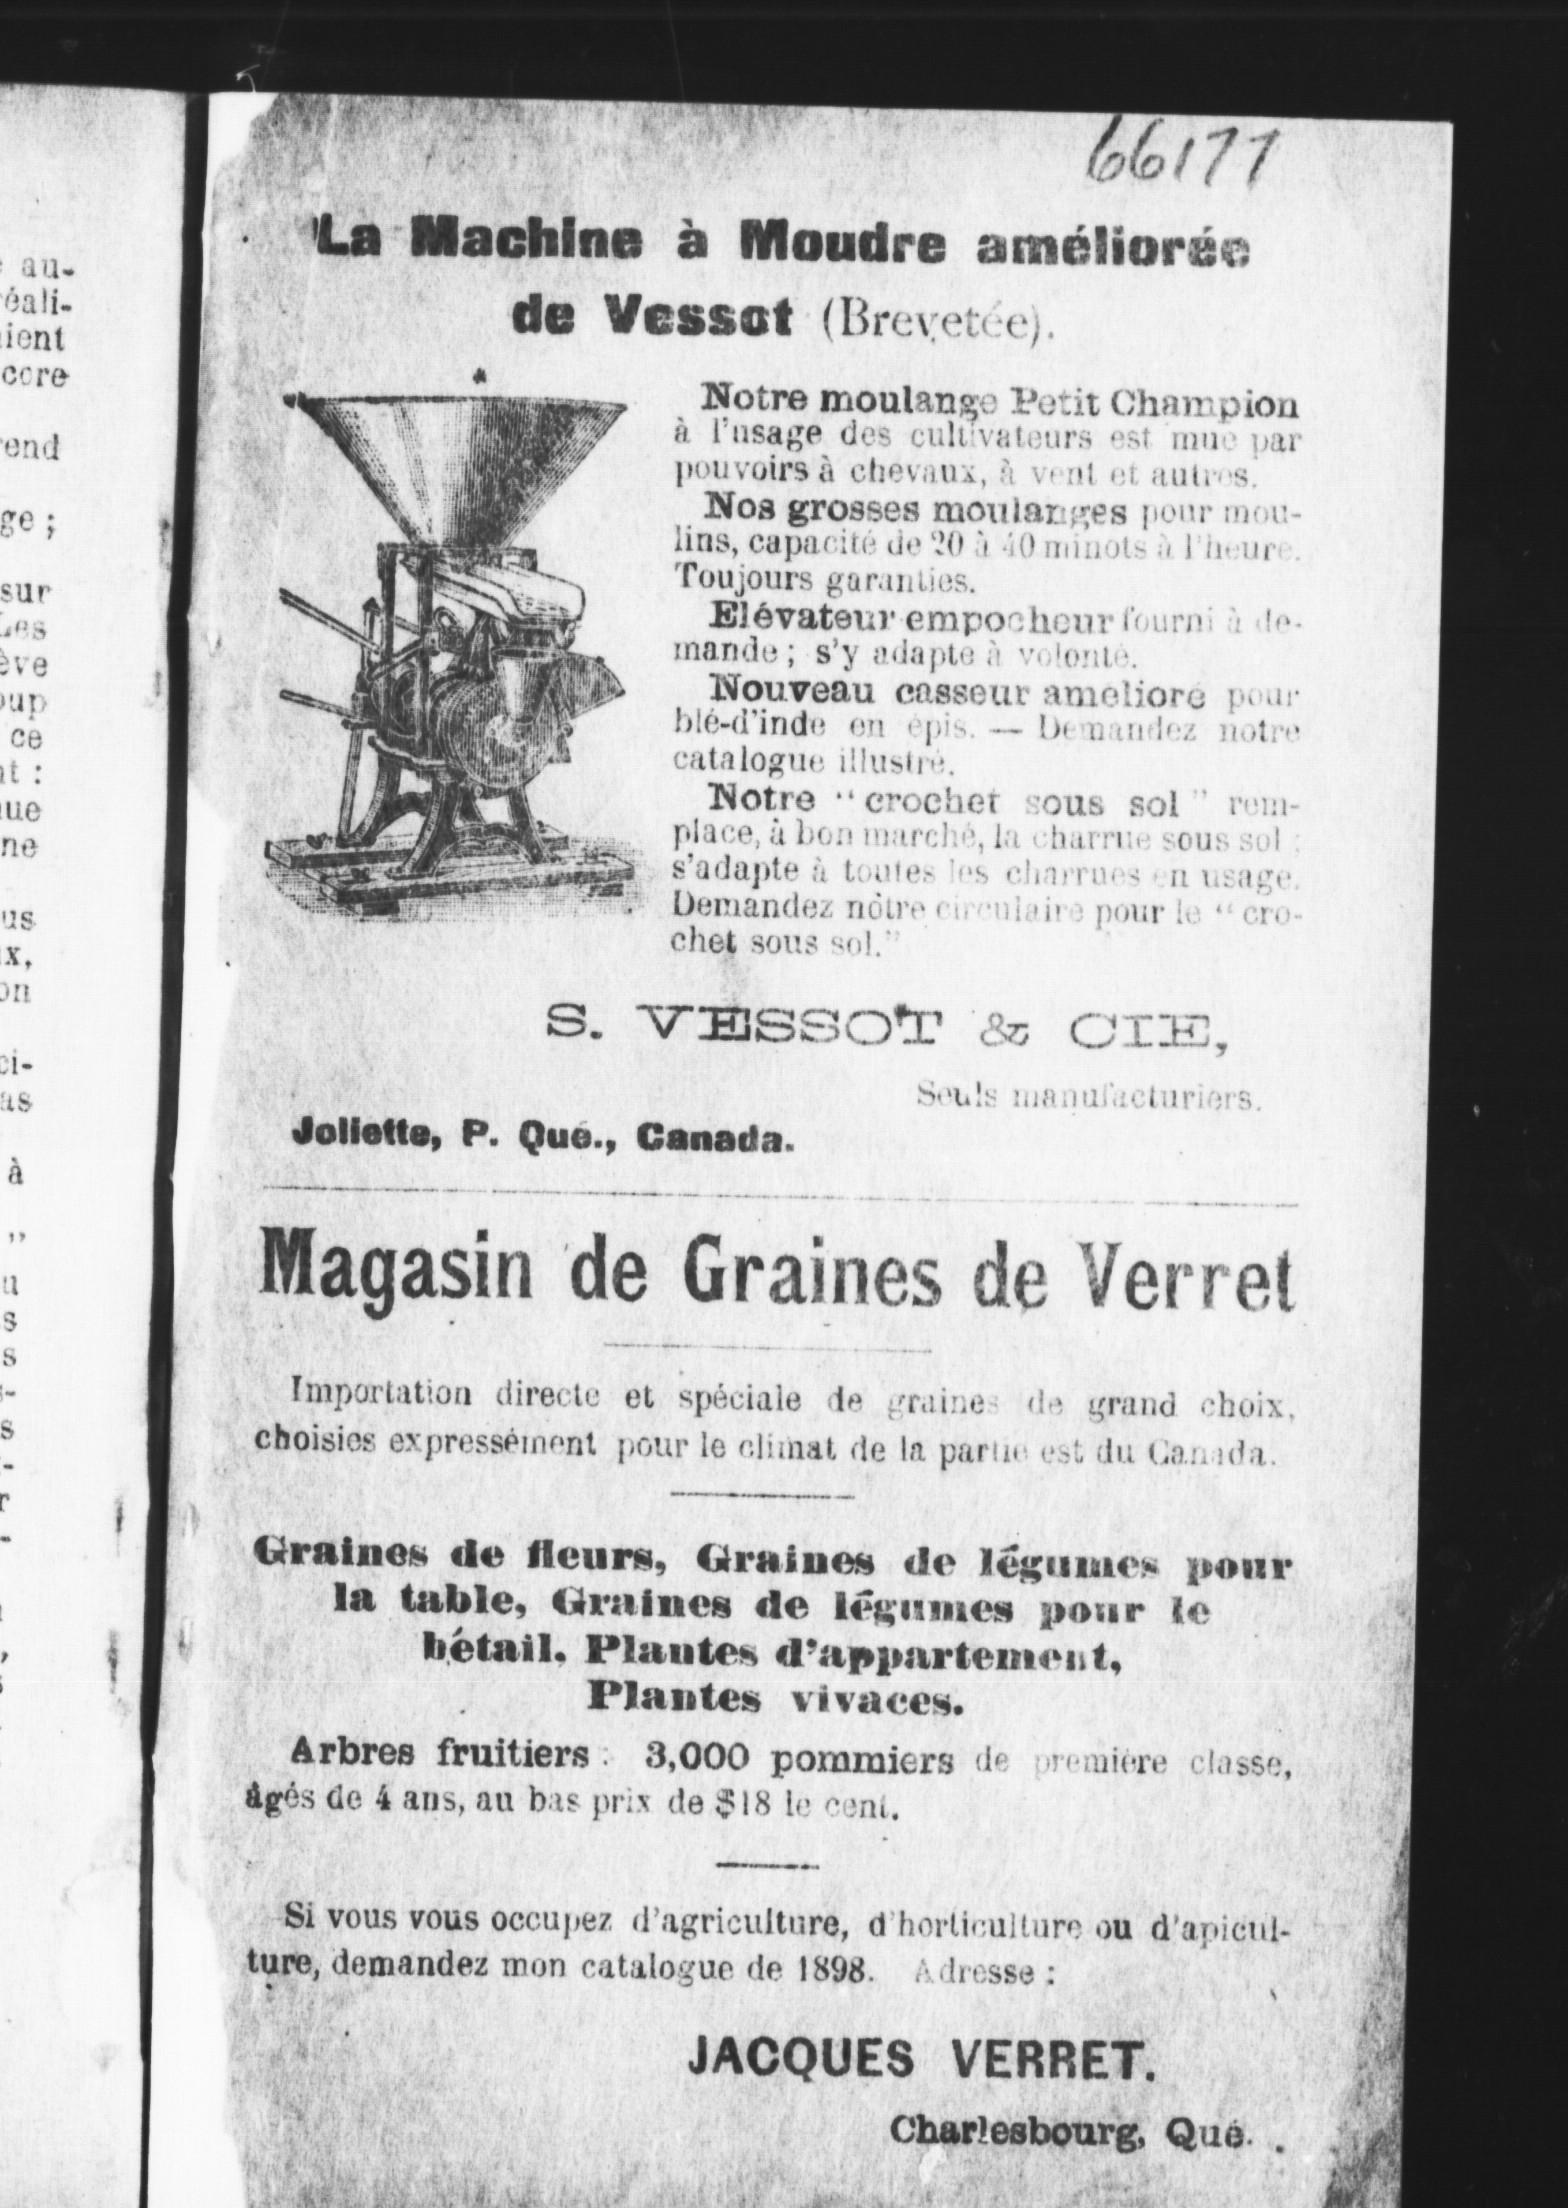 66177
La Machine à Moudre améliorée
de Vessot (Brevetée).
Notre moulange Petit Champion
à l'usage des cultivateurs est mue par
pouvoirs à chevaux, à vent et autres.
Nos grosses moulanges pour mou-
lins, capacité de 20 à 40 minots à l'heure.
Toujours garanties.
Elévateur empocheur fourni à de-
mande ; s'y adapte à volonté.
Nouveau casseur amelioré pour
blé-d'inde en épis. — Demandez notre
catalogue illustré.
Notre "crochet sous sol" rem-
place, à bon marché, la charrue sous sol ;
s'adapte à toutes les charrues en usage.
Demandez notre circulaire pour le "cro-
chet sous sol."
S. VESSOT & CIE,
Seuls manufacturiers.
Joliette, P. Qué., Canada.
Magasin de Graines de Verret
Importation directe et spéciale de graines de grand choix,
choisies expressément pour le climat de la partie est du Canada.
Graines de fleurs, Graines de légumes pour
la table, Graines de légumes pour le
bétail. Plantes d'appartement,
Plantes vivaces.
Arbres fruitiers : 3,000 pommiers de première classe,
âgés de 4 ans, au bas prix de $18 le cent.
Si vous vous occupez d'agriculture, d'horticulture ou d'apicul-
ture, demandez mon catalogue de 1898. Adresse :
JACQUES VERRET.
Charlesbourg, Qué.